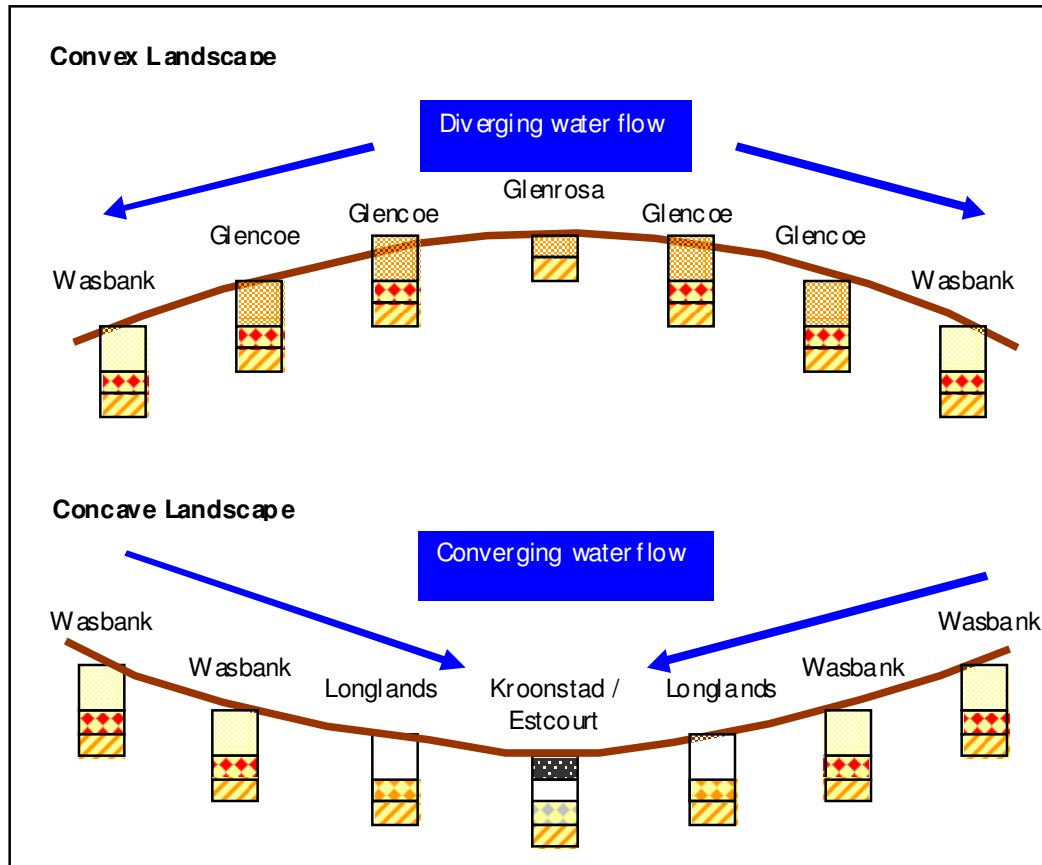 Convex Landscape
Diverging water flow
Glenrosa
Glencoe
Glencoe
Glencoe
Glencoe
Wasbank
Wasbank
Concave Landscape
Converging water flow
Wasbank
Wasbank
Wasbank
Wasbank
Longlands
Kroonstad /
Estcourt
Longlands